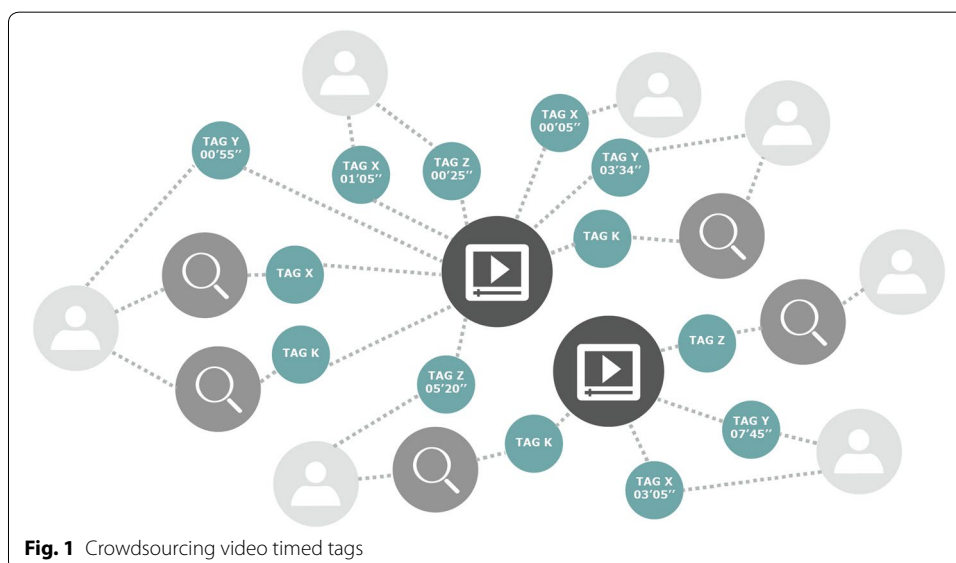 TAG X
00’05’’
TAG Y
00’55’’
TAG X
01’05’’
TAG Z
00’25’’
TAG Y
03’34’’
TAG K
TAG X
TAG K
TAG Z
TAG Z
05’20’’
TAG K
TAG Y
07’45’’
TAG X
03’05’’
Fig. 1 Crowdsourcing video timed tags